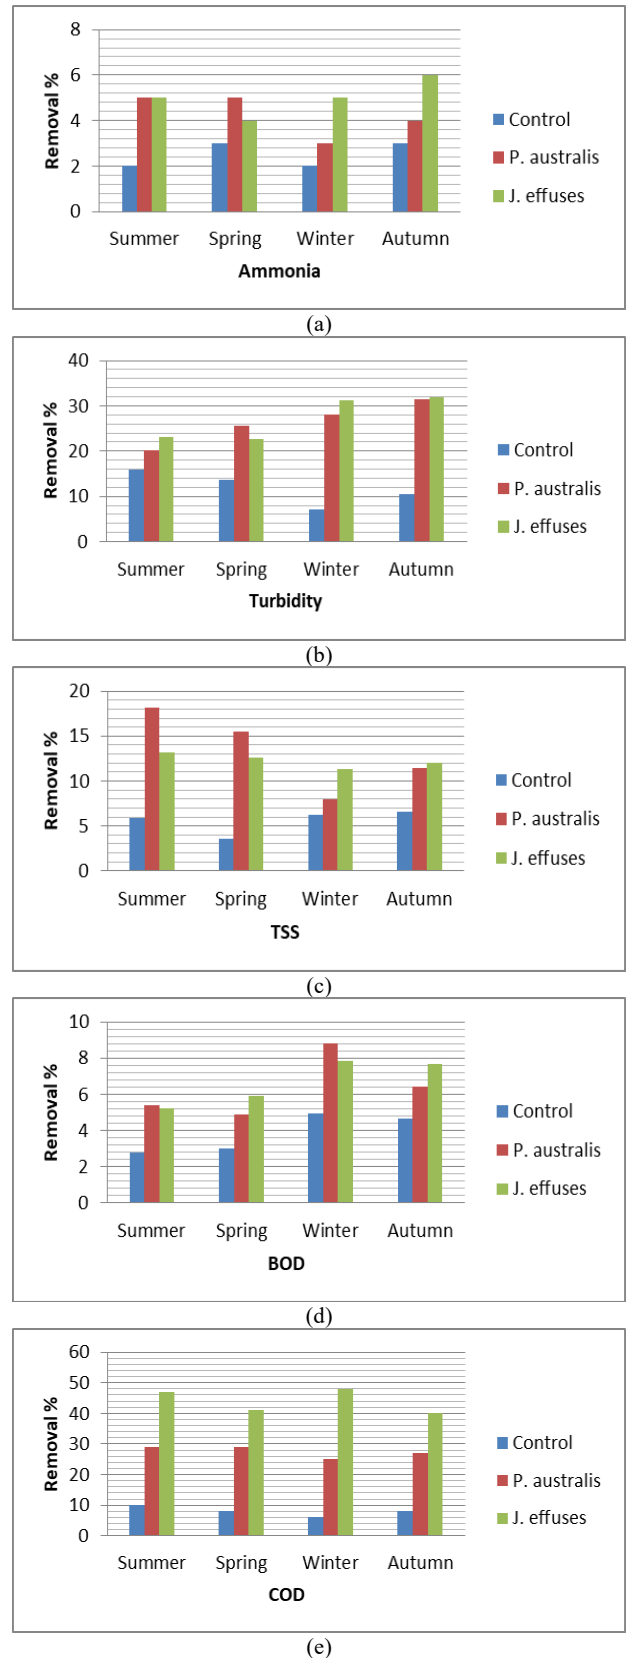 8
6
4
2
0
Removal %
Summer Spring Winter Autumn
Ammonia
Control
P. australis
J. effuses
(a)
40
30
20
10
0
Removal %
Summer Spring Winter Autumn
Turbidity
Control
P. australis
J. effuses
(b)
20
15
10
5
0
Removal %
Summer Spring Winter Autumn
TSS
Control
P. australis
J. effuses
(c)
10
8
6
4
2
0
Removal %
Summer Spring Winter Autumn
BOD
Control
P. australis
J. effuses
(d)
60
50
40
30
20
10
0
Removal %
Summer Spring Winter Autumn
COD
Control
P. australis
J. effuses
(e)